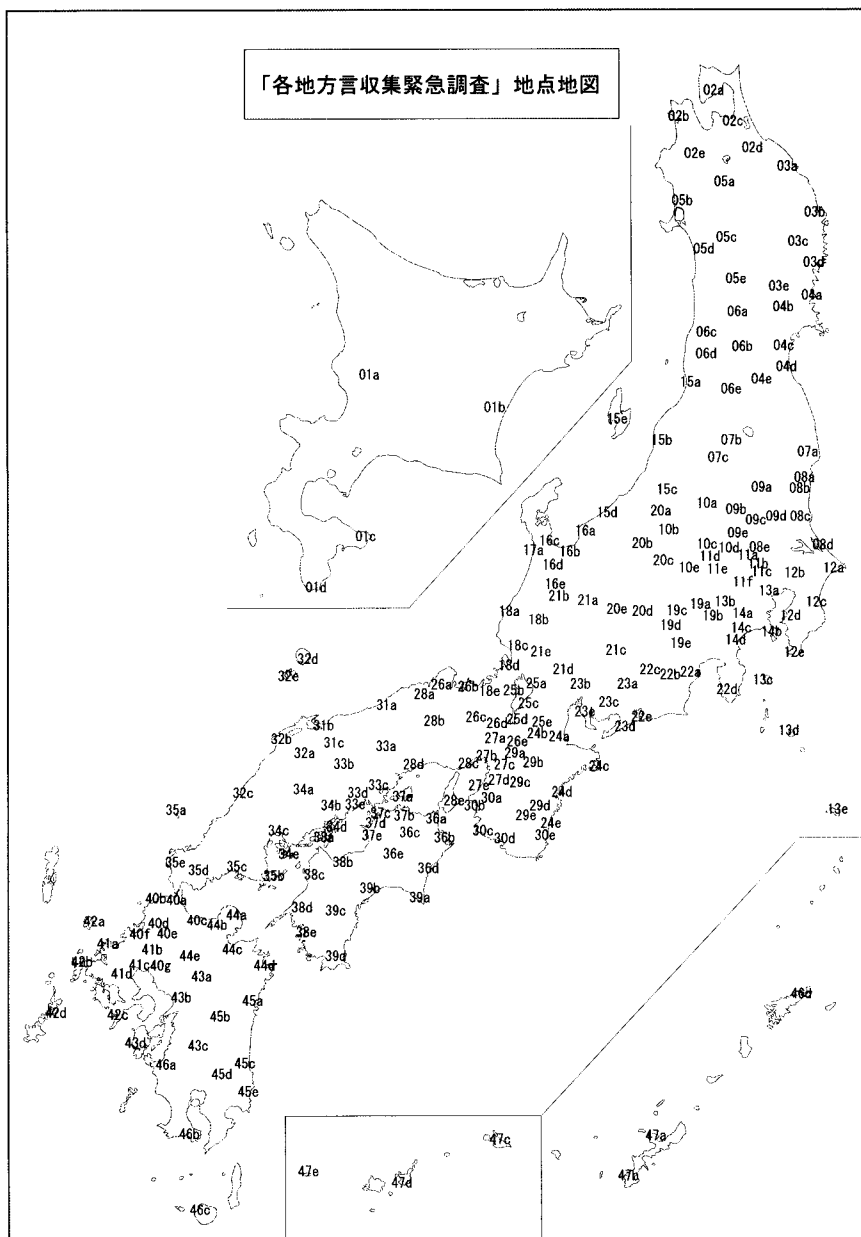 「各地方言収集緊急調査」地点地図
02a
02b
02c
02d
02e
03a
05a
05b
03b
05c
03c
05d
03d
05e
03e
04a
04b
06a
06c
06b
04c
06d
04d
04e
15a
06e
01a
01b
15e
15b
07b
07a
07c
08a
15c
09a
08b
10a
15d
20a
09b
09c
09d
08c
01c
16a
10b
09e
16c
20b
10c
10d
08e
08d
17a
16b
11d
11a
16d
20c
11b
10e
11e
11c
12b
12a
01d
16e
11f
13a
21b
21a
19a
13b
12c
18a
20e
20d
19c
19b
14a
12d
18b
19d
14c
14b
14d
18c
21e
21c
19e
12e
32d
18d
21d
22c
22b
22a
32e
13c
26a
26b
18e
25b
25a
23b
23a
22d
28a
25c
23c
31a
23e
22e
31b
28b
26c
26d
25d
25e
23d
13d
32b
31c
33a
27a
26e
24b
24a
32a
27b
29a
33b
28d
28c
27c
29b
24c
33c
27e
27d
29c
32c
34a
33d
37a
24d
28e
30a
13e
35a
34b
33e
30b
29d
37c
37b
36a
29e
34d
37d
24e
34c
38a
37e
36c
36b
30c
30d
30e
34e
36e
35e
35d
35c
38b
36d
35b
38c
39b
40b
40a
39a
38d
39c
44a
42a
40d
40c
44b
38e
40f
40e
41a
41b
44c
44e
39d
42b
41c
40g
44d
41d
43a
46d
43b
45a
42d
42c
45b
43d
43c
46a
45c
45d
45e
46b
47c
47a
47e
47b
47d
46c